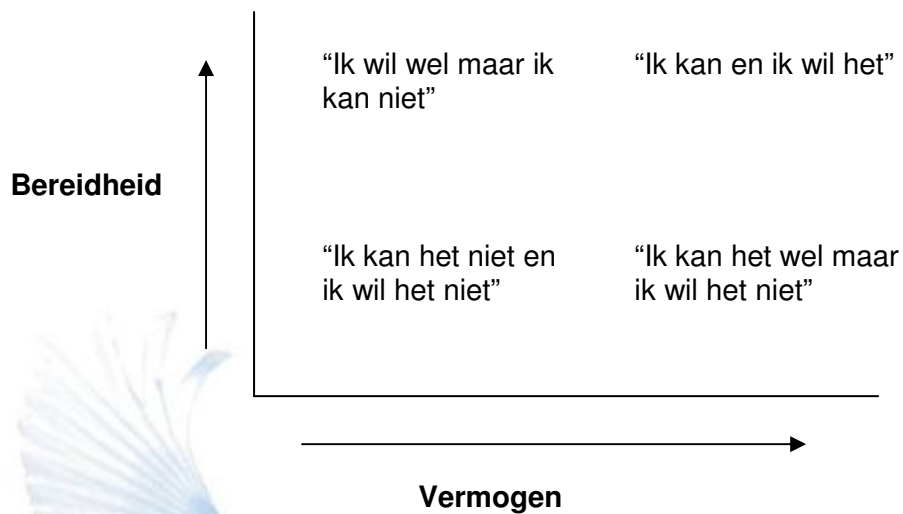 “Ik wil wel maar ik
kan niet”
“Ik kan en ik wil het”
Bereidheid
“Ik kan het niet en
ik wil het niet”
“Ik kan het wel maar
ik wil het niet”
Vermogen